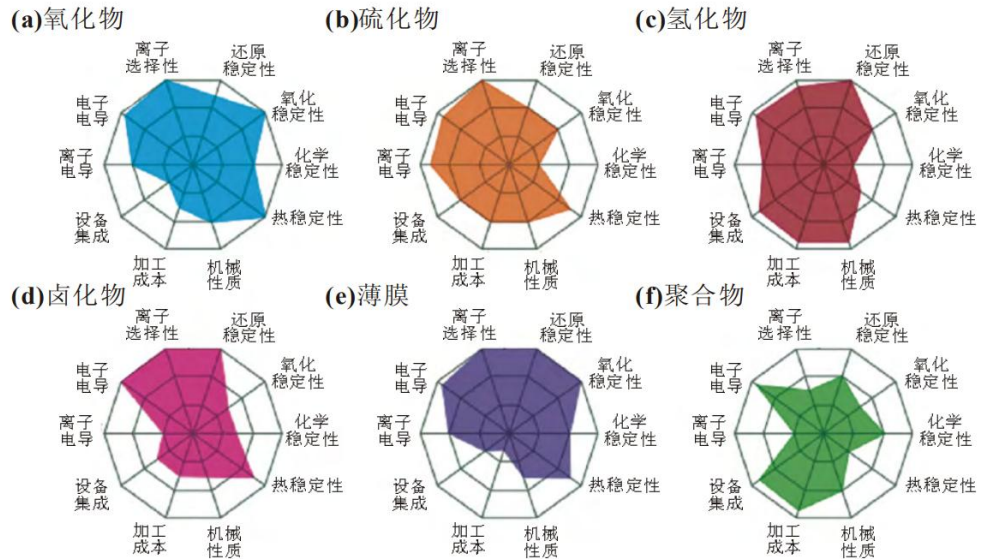 (a)氧化物
离子
选择性
还原
稳定性
电子
电导
氧化
稳定性
离子
电导
化学
稳定性
设备
集成
热稳定性
加工
成本
机械
性质
(b)硫化物
离子
选择性
还原
稳定性
电子
电导
氧化
稳定性
离子
电导
化学
稳定性
设备
集成
热稳定性
加工
成本
机械
性质
(c)氢化物
离子
选择性
还原
稳定性
电子
电导
氧化
稳定性
离子
电导
化学
稳定性
设备
集成
热稳定性
加工
成本
机械
性质
(d)卤化物
离子
选择性
还原
稳定性
电子
电导
氧化
稳定性
离子
电导
化学
稳定性
设备
集成
热稳定性
加工
成本
机械
性质
(e)薄膜
离子
选择性
还原
稳定性
电子
电导
氧化
稳定性
离子
电导
化学
稳定性
设备
集成
热稳定性
加工
成本
机械
性质
(f)聚合物
离子
选择性
还原
稳定性
电子
电导
氧化
稳定性
离子
电导
化学
稳定性
设备
集成
热稳定性
加工
成本
机械
性质